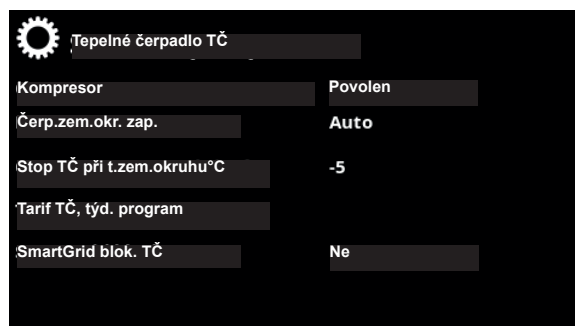 Tepelné čerpadlo TČ
Kompresor Povolen
Čerp.zem.okr. zap. Auto
Stop TČ při t.zem.okruhu°C -5
Tarif TČ, týd. program
SmartGrid blok. TČ Ne